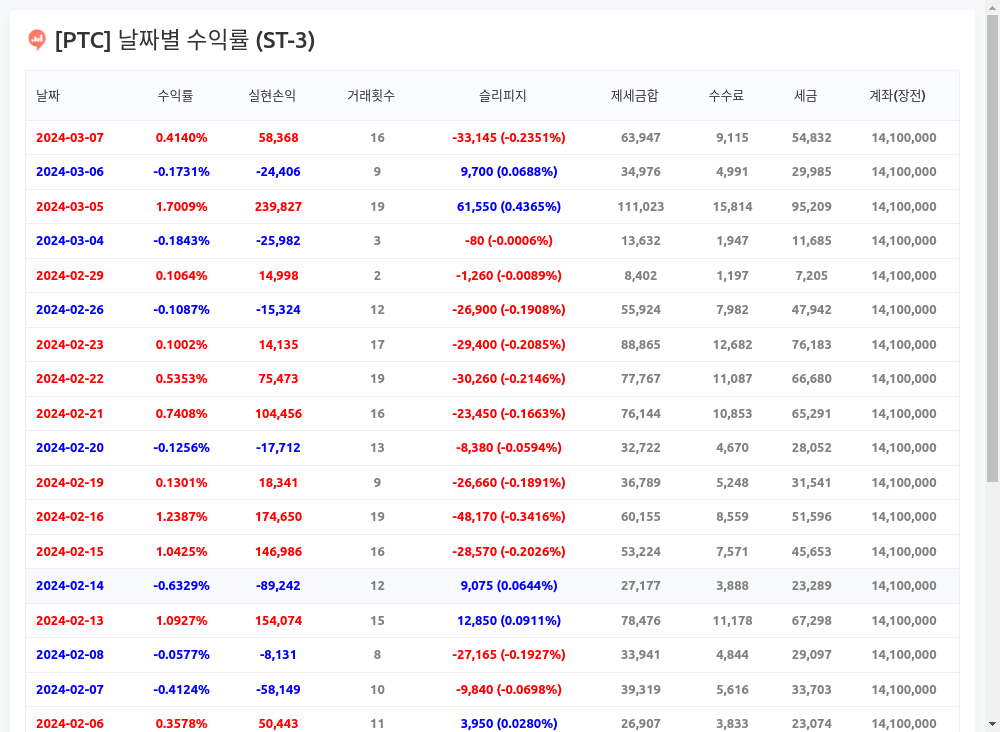 [PTC] 날짜별 수익률 (ST-3)
날짜 수익률 실현손익 거래횟수 슬리피지 제세금합 수수료 세금 계좌(장전)
2024-03-07 0.4140% 58,368 16 -33,145 (-0.2351%) 63,947 9,115 54,832 14,100,000
2024-03-06 -0.1731% -24,406 9 9,700 (0.0688%) 34,976 4,991 29,985 14,100,000
2024-03-05 1.7009% 239,827 19 61,550 (0.4365%) 111,023 15,814 95,209 14,100,000
2024-03-04 -0.1843% -25,982 3 -80 (-0.0006%) 13,632 1,947 11,685 14,100,000
2024-02-29 0.1064% 14,998 2 -1,260 (-0.0089%) 8,402 1,197 7,205 14,100,000
2024-02-26 -0.1087% -15,324 12 -26,900 (-0.1908%) 55,924 7,982 47,942 14,100,000
2024-02-23 0.1002% 14,135 17 -29,400 (-0.2085%) 88,865 12,682 76,183 14,100,000
2024-02-22 0.5353% 75,473 19 -30,260 (-0.2146%) 77,767 11,087 66,680 14,100,000
2024-02-21 0.7408% 104,456 16 -23,450 (-0.1663%) 76,144 10,853 65,291 14,100,000
2024-02-20 -0.1256% -17,712 13 -8,380 (-0.0594%) 32,722 4,670 28,052 14,100,000
2024-02-19 0.1301% 18,341 9 -26,660 (-0.1891%) 36,789 5,248 31,541 14,100,000
2024-02-16 1.2387% 174,650 19 -48,170 (-0.3416%) 60,155 8,559 51,596 14,100,000
2024-02-15 1.0425% 146,986 16 -28,570 (-0.2026%) 53,224 7,571 45,653 14,100,000
2024-02-14 -0.6329% -89,242 12 9,075 (0.0644%) 27,177 3,888 23,289 14,100,000
2024-02-13 1.0927% 154,074 15 12,850 (0.0911%) 78,476 11,178 67,298 14,100,000
2024-02-08 -0.0577% -8,131 8 -27,165 (-0.1927%) 33,941 4,844 29,097 14,100,000
2024-02-07 -0.4124% -58,149 10 -9,840 (-0.0698%) 39,319 5,616 33,703 14,100,000
2024-02-06 0.3578% 50,443 11 3,950 (0.0280%) 26,907 3,833 23,074 14,100,000